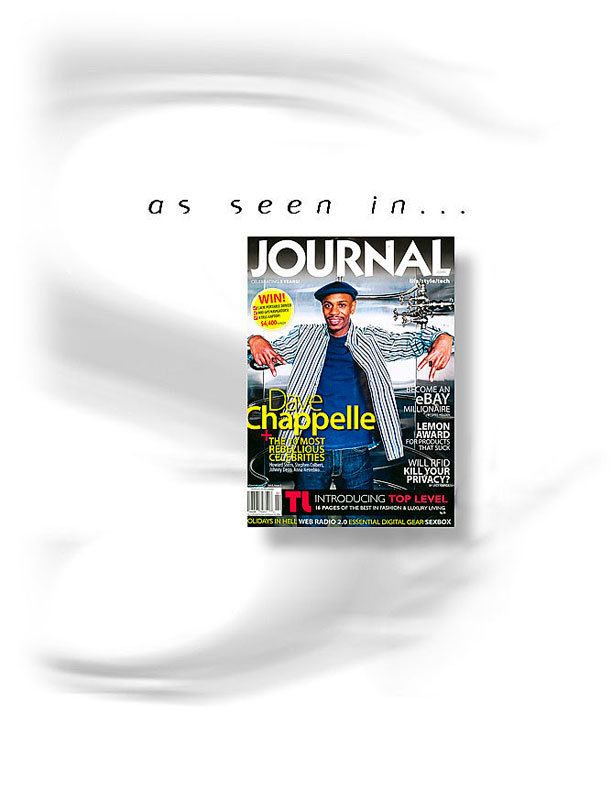 as seen in...
JOURNAL
CELEBRATING 5 YEARS!
life/style/tech
WIN!
$4,400
Dave
Chappelle
+
THE 10 MOST
REBELLIOUS
CELEBRITIES
Howard Stern, Stephen Colbert,
Johnny Depp, Anna Netrebko...
BECOME AN
eBAY
MILLIONAIRE
LEMON
AWARD
FOR PRODUCTS
THAT SUCK
WILL RFID
KILL YOUR
PRIVACY?
TL INTRODUCING TOP LEVEL
16 PAGES OF THE BEST IN FASHION & LUXURY LIVING
HOLIDAYS IN HELL WEB RADIO 2.0 ESSENTIAL DIGITAL GEAR SEXBOX